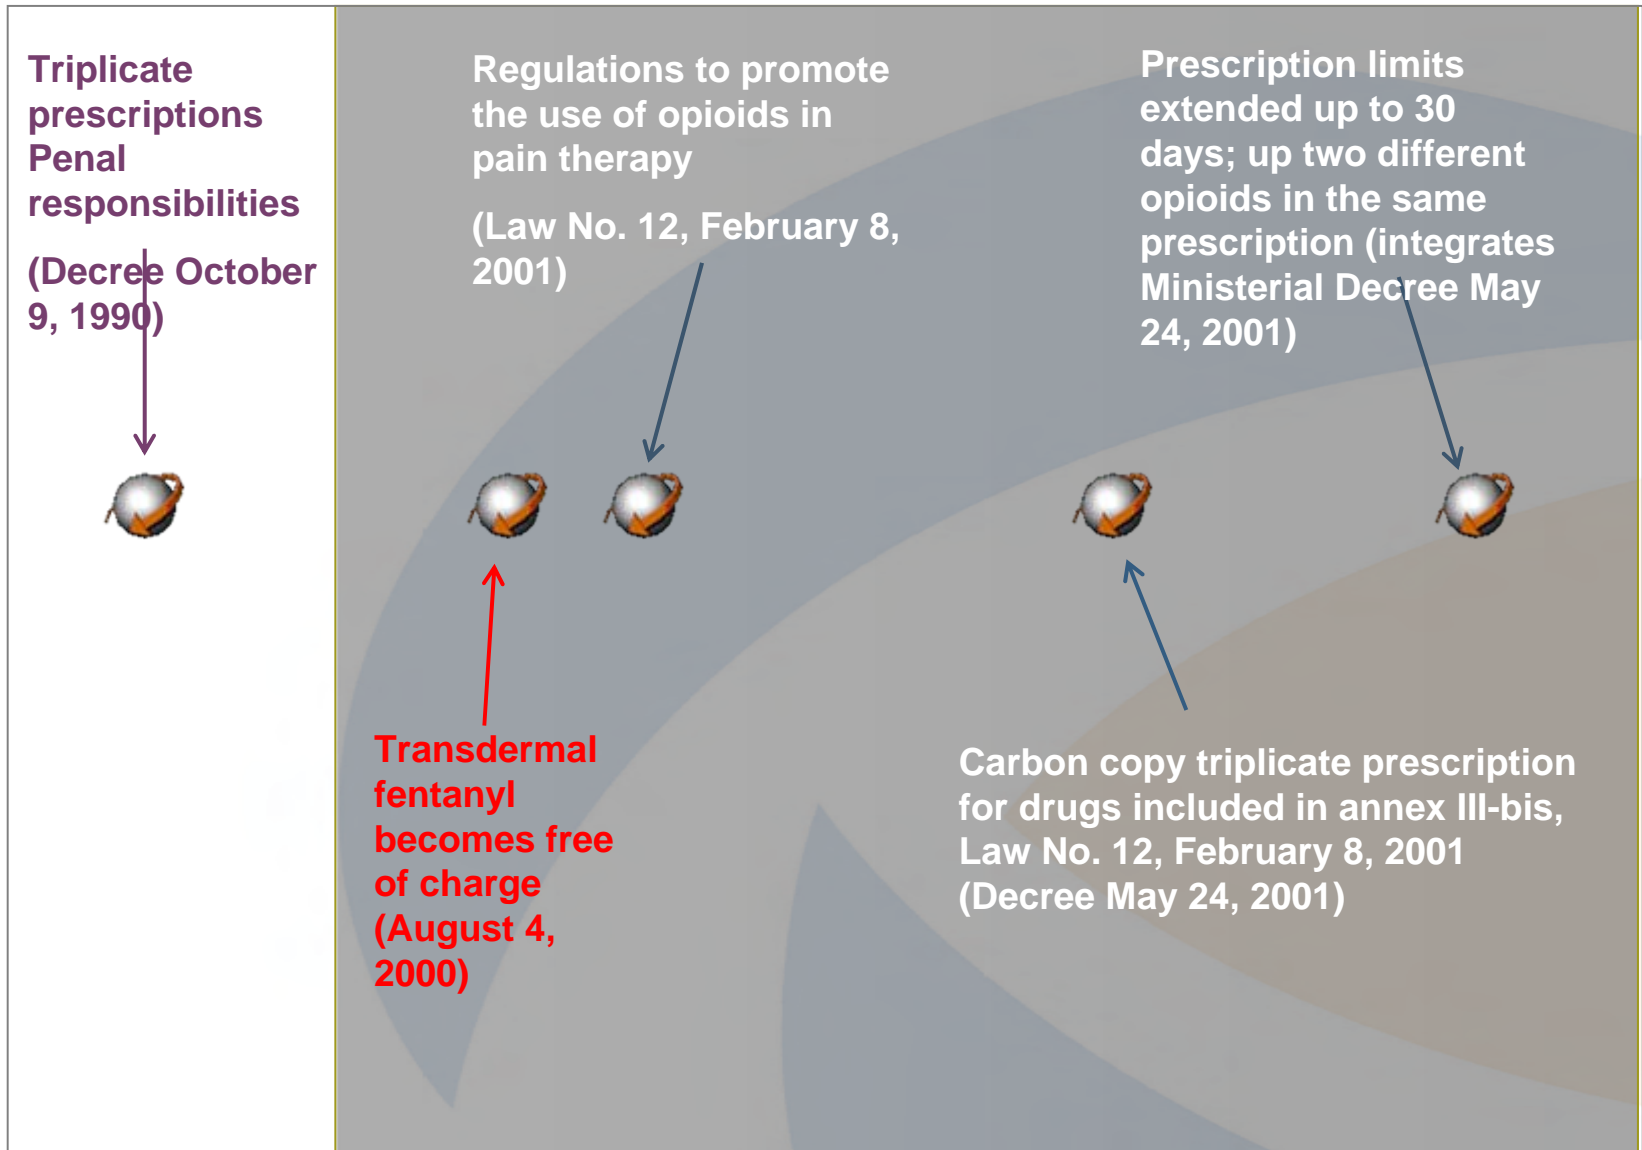 Triplicate
prescriptions
Penal
responsibilities
(Decree October
9, 1990)
Regulations to promote
the use of opioids in
pain therapy
(Law No. 12, February 8,
2001)
Prescription limits
extended up to 30
days; up two different
opioids in the same
prescription (integrates
Ministerial Decree May
24, 2001)
Transdermal
fentanyl
becomes free
of charge
(August 4,
2000)
Carbon copy triplicate prescription
for drugs included in annex III-bis,
Law No. 12, February 8, 2001
(Decree May 24, 2001)